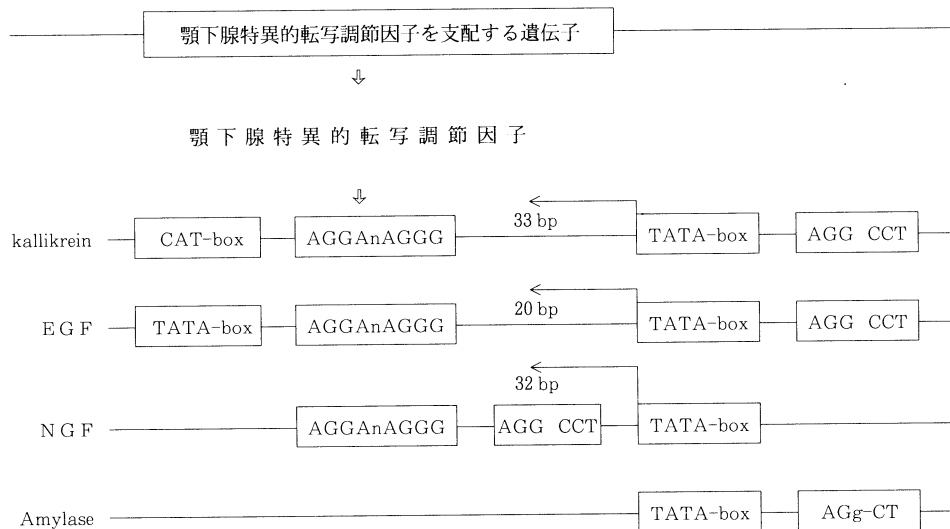 顎下腺特異的転写調節因子を支配する遺伝子
⇩
顎下腺特異的転写調節因子
⇩
33 bp
kallikrein CAT-box AGGAnAGGG TATA-box AGG CCT
20 bp
EGF TATA-box AGGAnAGGG TATA-box AGG CCT
32 bp
NGF AGGAnAGGG AGG CCT TATA-box
Amylase TATA-box AGg-CT